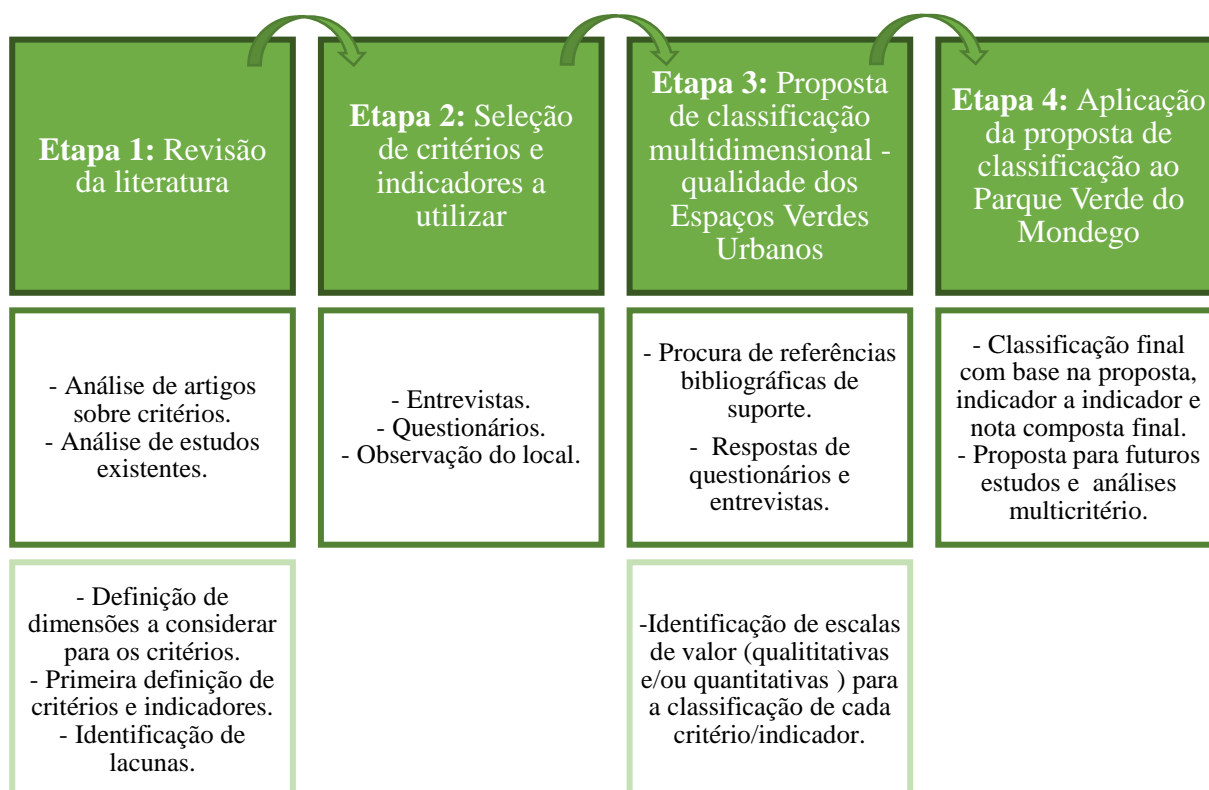 Etapa 1: Revisão
da literatura
Etapa 2: Seleção
de critérios e
indicadores a
utilizar
Etapa 3: Proposta
de classificação
multidimensional -
qualidade dos
Espaços Verdes
Urbanos
Etapa 4: Aplicação
da proposta de
classificação ao
Parque Verde do
Mondego
- Análise de artigos
sobre critérios.
- Análise de estudos
existentes.
- Entrevistas.
- Questionários.
- Observação do local.
- Procura de referências
bibliográficas de
suporte.
- Respostas de
questionários e
entrevistas.
- Classificação final
com base na proposta,
indicador a indicador e
nota composta final.
- Proposta para futuros
estudos e análises
multicritério.
- Definição de
dimensões a considerar
para os critérios.
- Primeira definição de
critérios e indicadores.
- Identificação de
lacunas.
-Identificação de escalas
de valor (qualititativas
e/ou quantitativas ) para
a classificação de cada
critério/indicador.